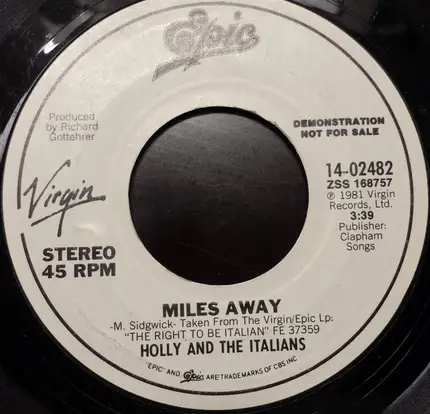 Epic
Produced
by Richard
Gottehrer
DEMONSTRATION
NOT FOR SALE
Virgin
14-02482
ZSS 168757
℗ 1981 Virgin
Records, Ltd.
3:39
Publisher:
Clapham
Songs
STEREO
45 RPM
MILES AWAY
-M. Sidgwick- Taken From The Virgin/Epic Lp:
"THE RIGHT TO BE ITALIAN" FE 37359
HOLLY AND THE ITALIANS
"EPIC" AND Epic ARE TRADEMARKS OF CBS INC